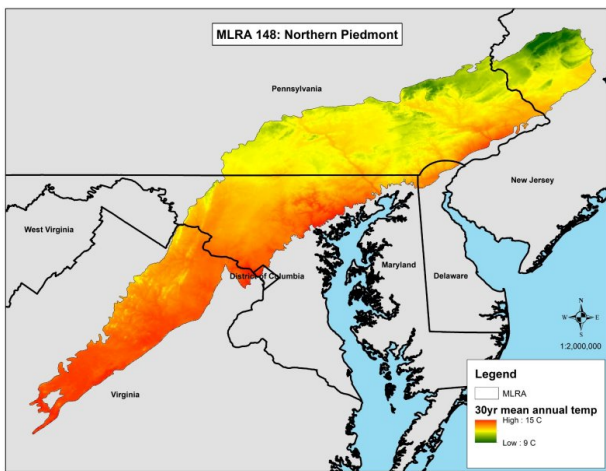 MLRA 148: Northern Piedmont
Pennsylvania
New Jersey
West Virginia
District of Columbia
Maryland
Delaware
Virginia
N
W E
S
1:2,000,000
Legend
MLRA
30yr mean annual temp
High : 15 C
Low : 9 C